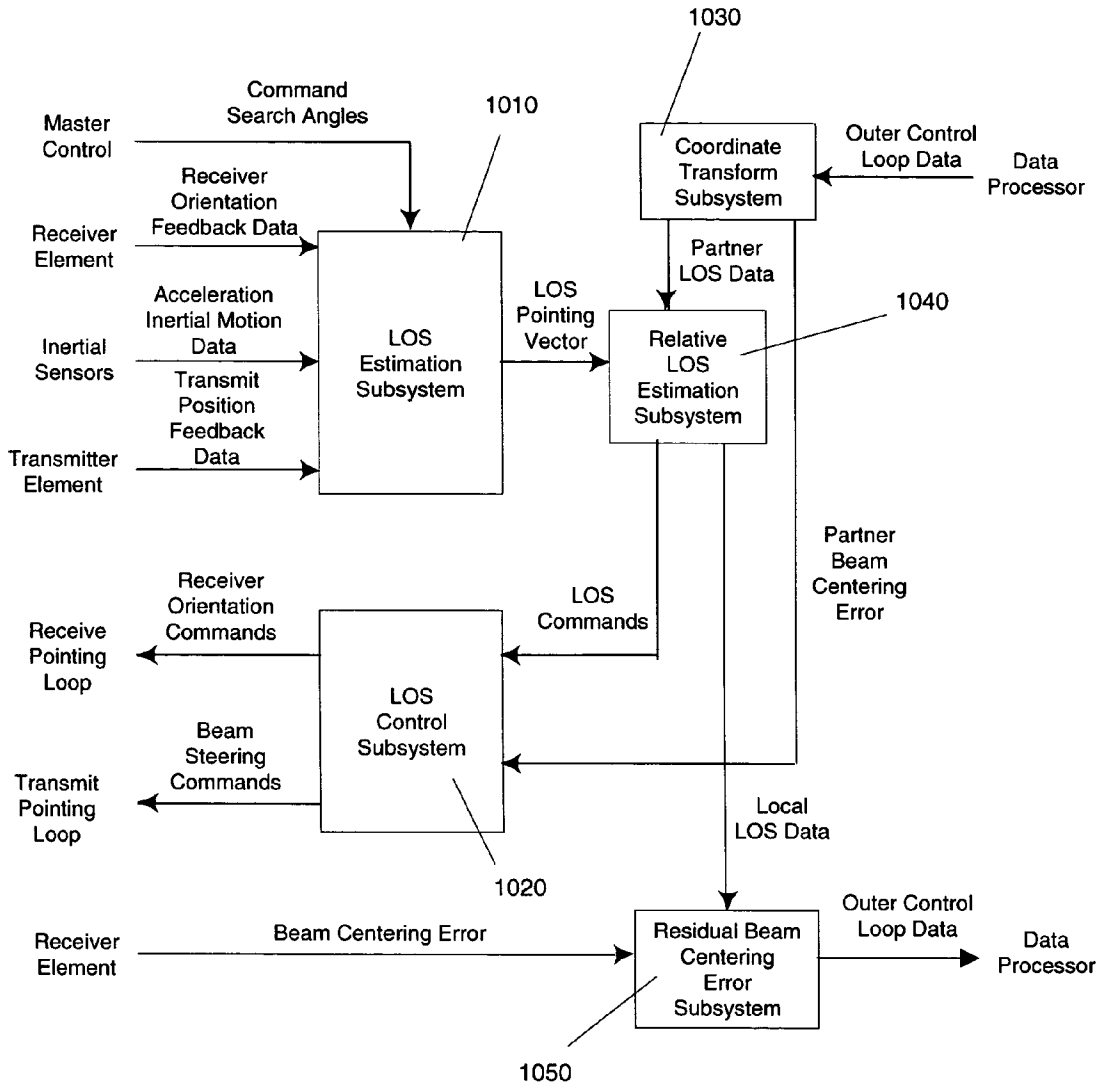 1030
Command
Search Angles
1010
Master
Control
Coordinate
Transform
Subsystem
Outer Control
Loop Data
Data
Processor
Receiver
Orientation
Feedback Data
Receiver
Element
Partner
LOS Data
Acceleration
Inertial Motion
Data
Inertial
Sensors
LOS
Estimation
Subsystem
LOS
Pointing
Vector
Relative
LOS
Estimation
Subsystem
1040
Transmit
Position
Feedback
Data
Transmitter
Element
Partner
Beam
Centering
Error
Receiver
Orientation
Commands
LOS
Commands
Receive
Pointing
Loop
LOS
Control
Subsystem
Beam
Steering
Commands
Transmit
Pointing
Loop
Local
LOS Data
1020
Receiver
Element
Beam Centering Error
Residual Beam
Centering
Error
Subsystem
Outer Control
Loop Data
Data
Processor
1050